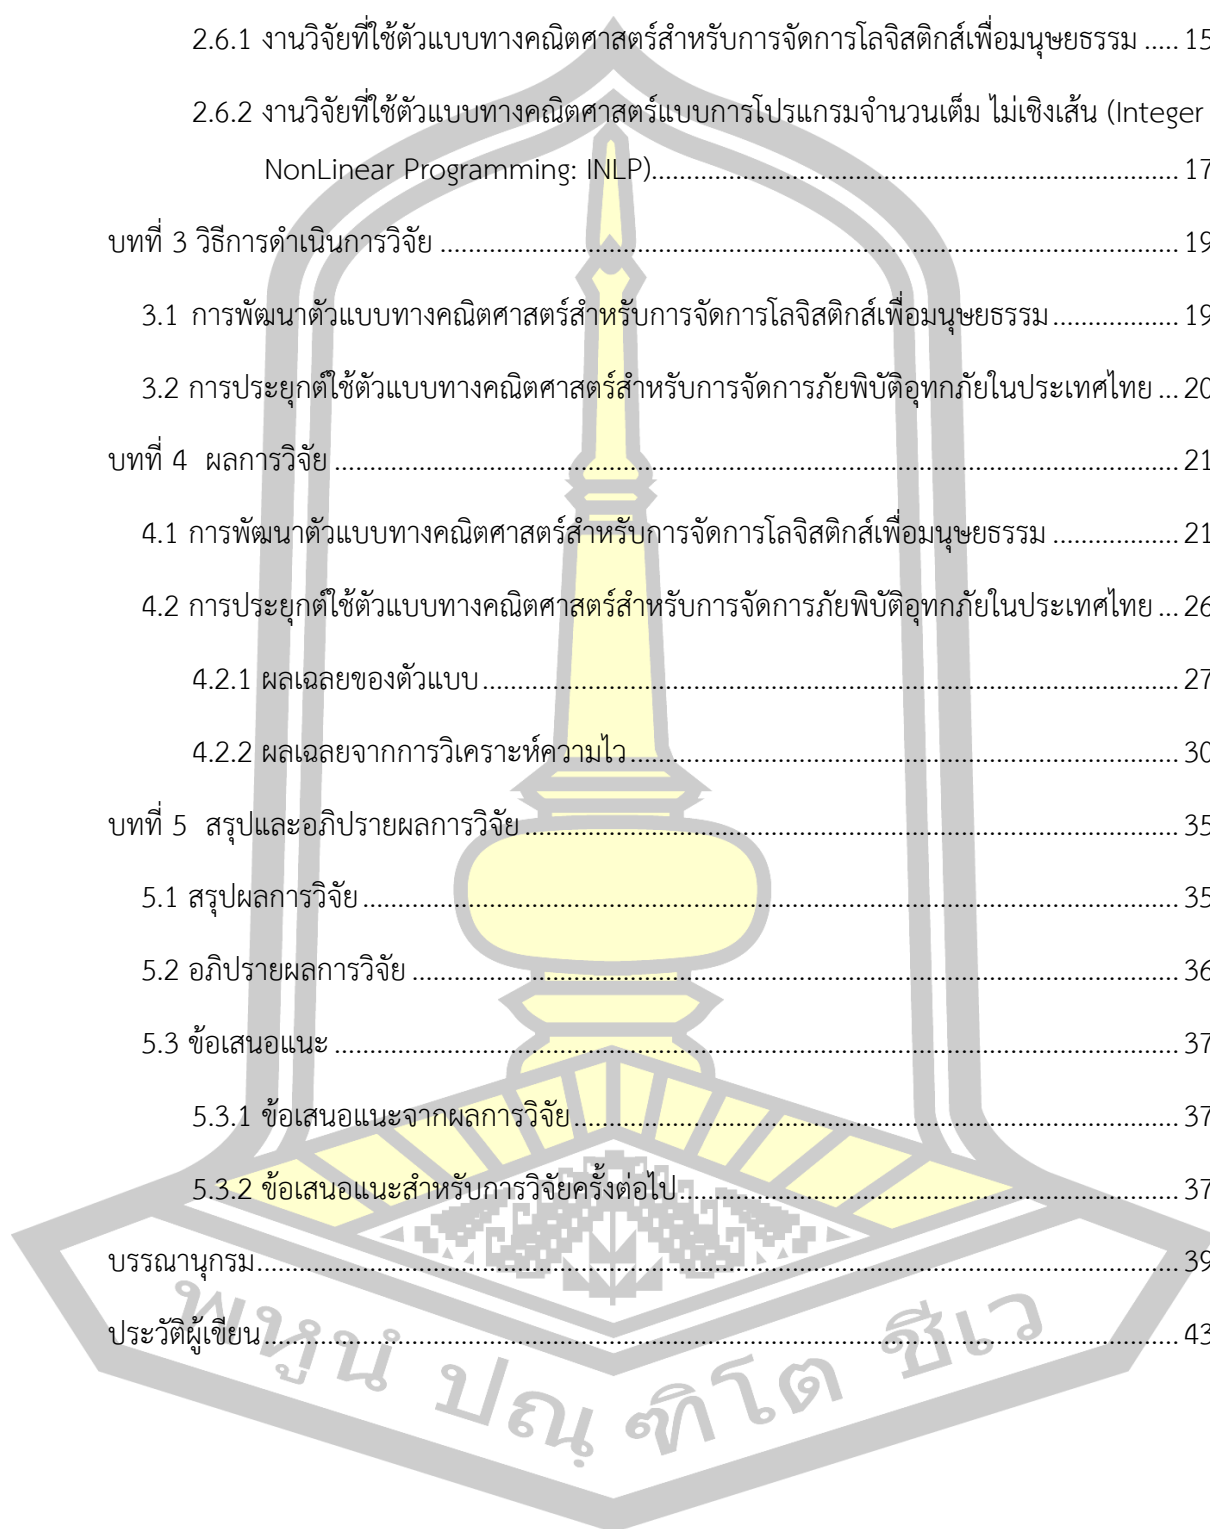 2.6.1 งานวิจัยที่ใช้ตัวแบบทางคณิตศาสตร์สำหรับการจัดการโลจิสติกส์เพื่อมนุษยธรรม ..... 15
2.6.2 งานวิจัยที่ใช้ตัวแบบทางคณิตศาสตร์แบบการโปรแกรมจำนวนเต็ม ไม่เชิงเส้น (Integer
NonLinear Programming: INLP)..... 17
บทที่ 3 วิธีการดำเนินการวิจัย ..... 19
3.1 การพัฒนาตัวแบบทางคณิตศาสตร์สำหรับการจัดการโลจิสติกส์เพื่อมนุษยธรรม ..... 19
3.2 การประยุกต์ใช้ตัวแบบทางคณิตศาสตร์สำหรับการจัดการภัยพิบัติอุทกภัยในประเทศไทย ... 20
บทที่ 4 ผลการวิจัย ..... 21
4.1 การพัฒนาตัวแบบทางคณิตศาสตร์สำหรับการจัดการโลจิสติกส์เพื่อมนุษยธรรม ..... 21
4.2 การประยุกต์ใช้ตัวแบบทางคณิตศาสตร์สำหรับการจัดการภัยพิบัติอุทกภัยในประเทศไทย ... 26
4.2.1 ผลเฉลยของตัวแบบ ..... 27
4.2.2 ผลเฉลยจากการวิเคราะห์ความไว ..... 30
บทที่ 5 สรุปและอภิปรายผลการวิจัย ..... 35
5.1 สรุปผลการวิจัย ..... 35
5.2 อภิปรายผลการวิจัย ..... 36
5.3 ข้อเสนอแนะ ..... 37
5.3.1 ข้อเสนอแนะจากผลการวิจัย ..... 37
5.3.2 ข้อเสนอแนะสำหรับการวิจัยครั้งต่อไป ..... 37
บรรณานุกรม ..... 39
ประวัติผู้เขียน ..... 43
พหูนํ ปณฺฑิโต ชีเว